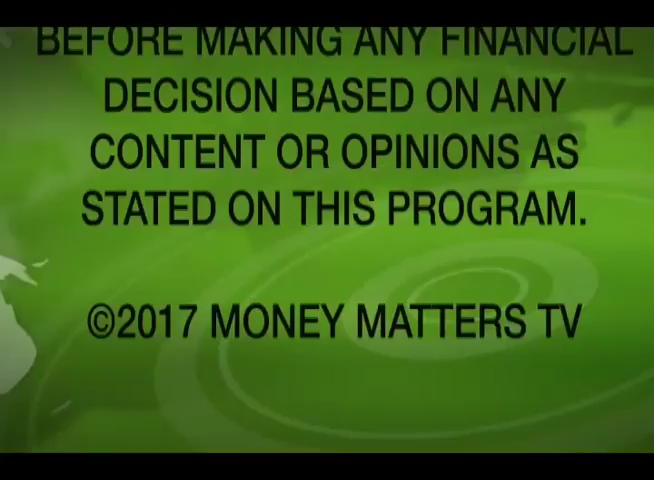 BEFORE MAKING ANY FINANCIAL
DECISION BASED ON ANY
CONTENT OR OPINIONS AS
STATED ON THIS PROGRAM.
©2017 MONEY MATTERS TV